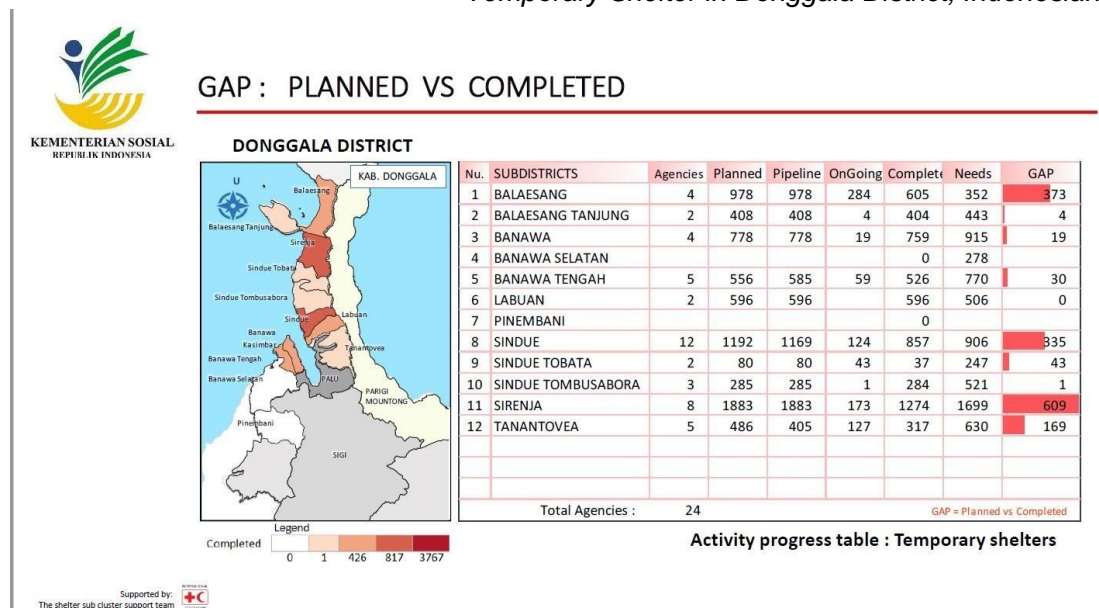 Temporary Shelter in Donggala District, Indonesian
KEMENTERIAN SOSIAL
REPUBLIK INDONESIA
GAP : PLANNED VS COMPLETED
DONGGALA DISTRICT
KAB. DONGGALA
U
Balaesang
Balaesang Tanjung
Sirenja
Sindue Tobata
Sindue Tombusabora
Sindue
Labuan
Banawa
Kasimbar
Tanantovea
Banawa Tengah
Banawa Selatan
PALU
PARIGI
MOUNTONG
Pinembani
SIGI
Legend
Completed
0 1 426 817 3767
Nu. SUBDISTRICTS Agencies Planned Pipeline OnGoing Complete Needs GAP
1 BALAESANG 4 978 978 284 605 352 373
2 BALAESANG TANJUNG 2 408 408 4 404 443 4
3 BANAWA 4 778 778 19 759 915 19
4 BANAWA SELATAN 0 278
5 BANAWA TENGAH 5 556 585 59 526 770 30
6 LABUAN 2 596 596 596 506 0
7 PINEMBANI 0
8 SINDUE 12 1192 1169 124 857 906 335
9 SINDUE TOBATA 2 80 80 43 37 247 43
10 SINDUE TOMBUSABORA 3 285 285 1 284 521 1
11 SIRENJA 8 1883 1883 173 1274 1699 609
12 TANANTOVEA 5 486 405 127 317 630 169
Total Agencies : 24
GAP = Planned vs Completed
Activity progress table : Temporary shelters
Supported by:
The shelter sub cluster support team